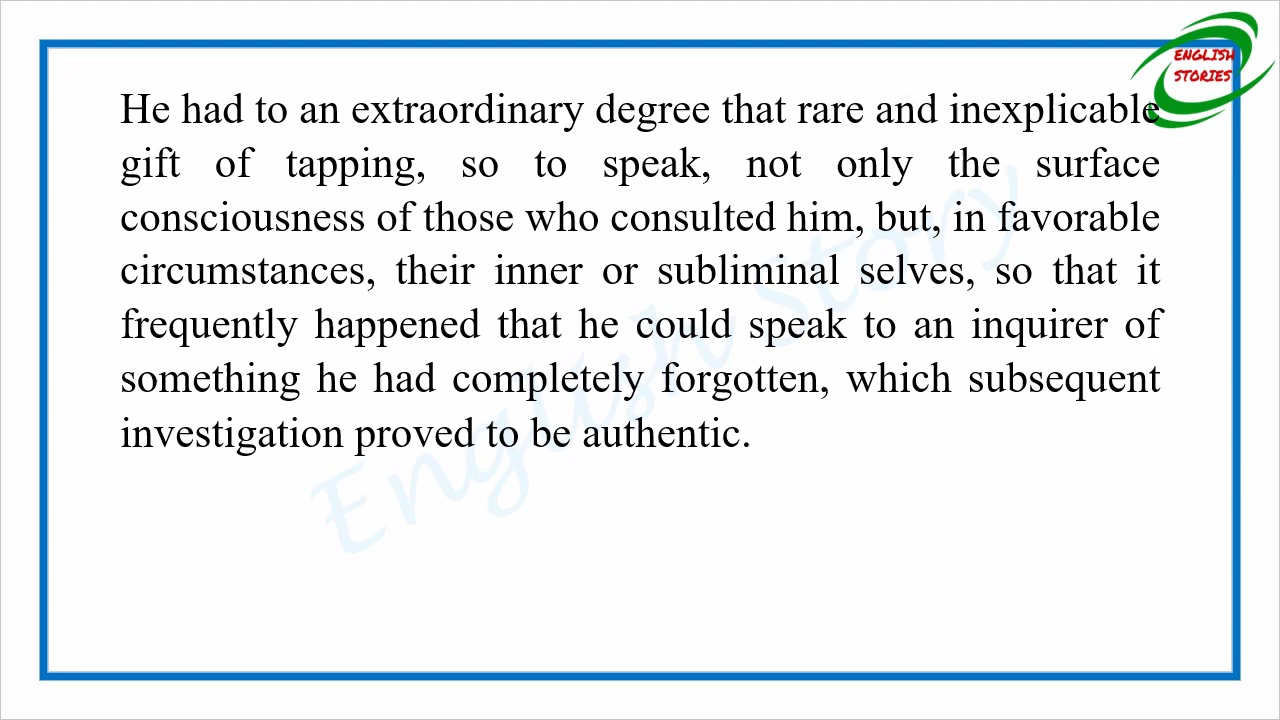 ENGLISH
STORIES
He had to an extraordinary degree that rare and inexplicable
gift of tapping, so to speak, not only the surface
consciousness of those who consulted him, but, in favorable
circumstances, their inner or subliminal selves, so that it
frequently happened that he could speak to an inquirer of
something he had completely forgotten, which subsequent
investigation proved to be authentic.
English Story